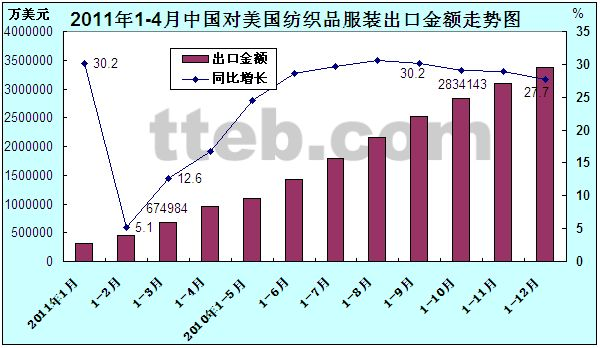 万美元 2011年1-4月中国对美国纺织品服装出口金额走势图 %
出口金额
同比增长
4000000
3500000
3000000
2500000
2000000
1500000
1000000
500000
0
35
30
25
20
15
10
5
0
30.2
5.1
12.6
674984
30.2
2834143
27.7
tteb.com
2011年1月
1-2月
1-3月
1-4月
2010年1-5月
1-6月
1-7月
1-8月
1-9月
1-10月
1-11月
1-12月